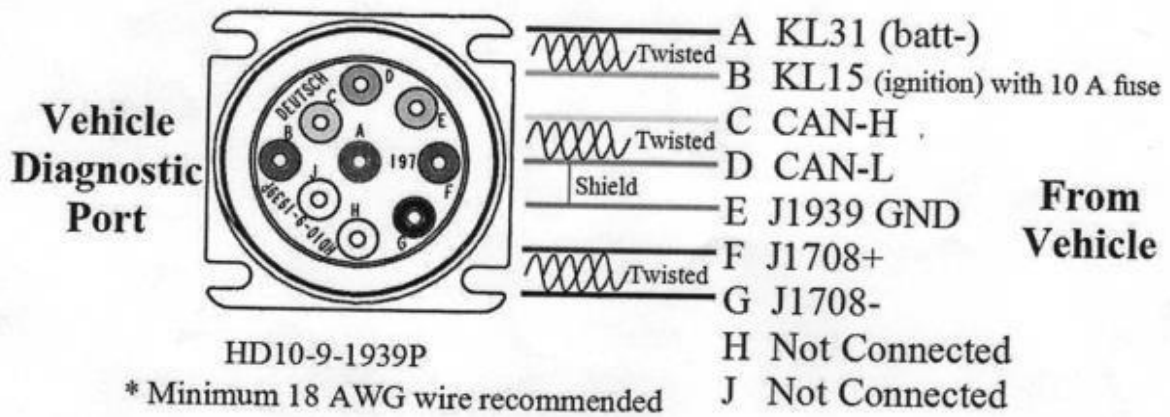 Vehicle
Diagnostic
Port
DEUTSCH
A
B
C
D
E
F
G
H
J
197
HD10-9-1939P
Twisted
Twisted
Shield
Twisted
A KL31 (batt-)
B KL15 (ignition) with 10 A fuse
C CAN-H
D CAN-L
E J1939 GND
F J1708+
G J1708-
H Not Connected
J Not Connected
From
Vehicle
HD10-9-1939P
* Minimum 18 AWG wire recommended